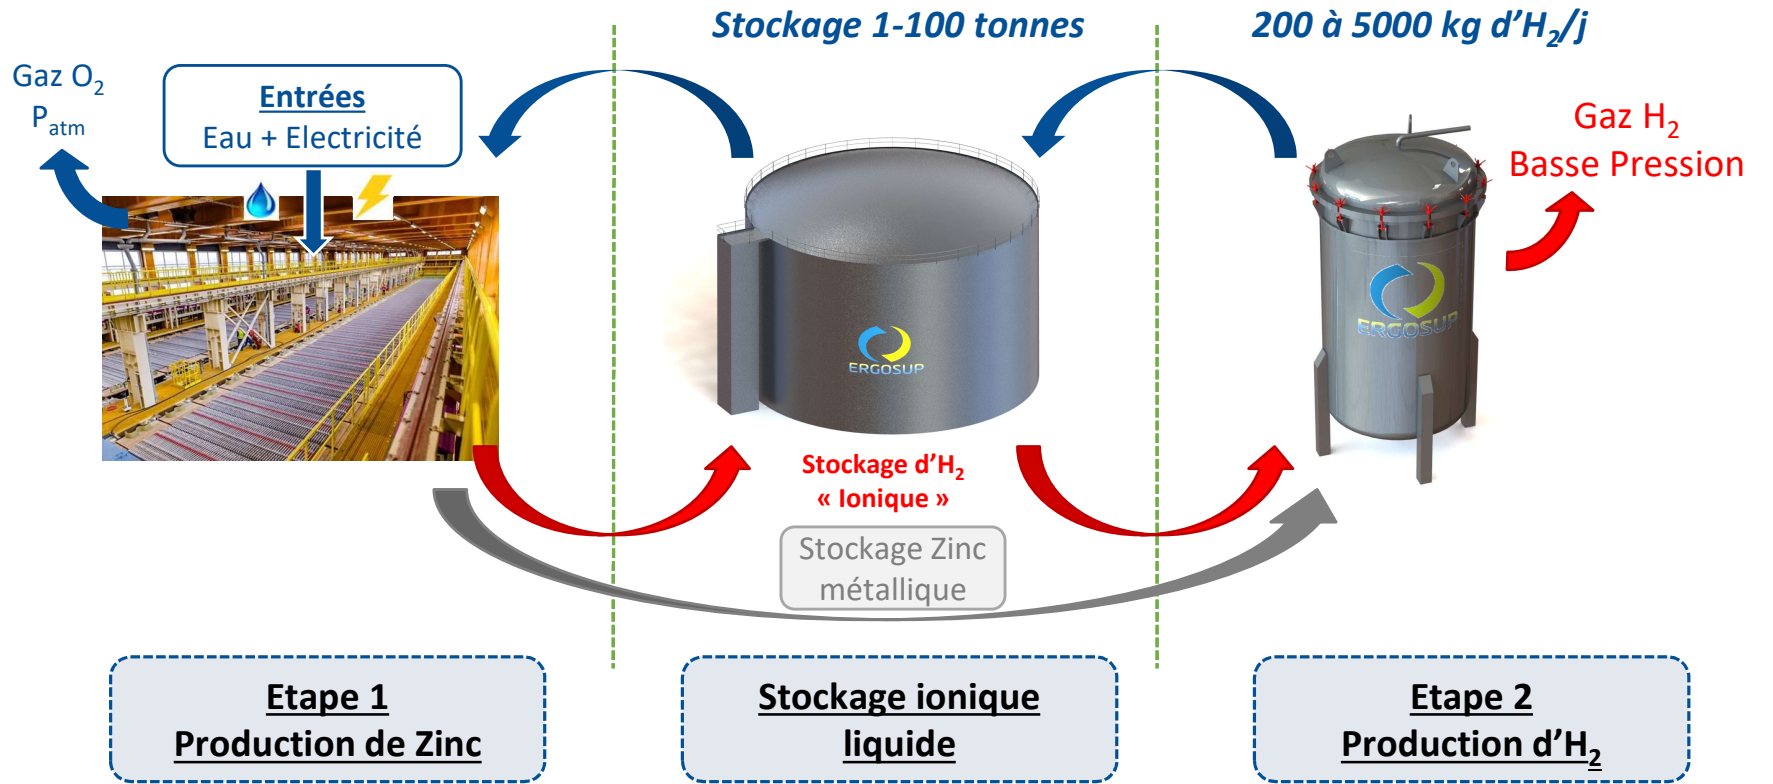 Stockage 1-100 tonnes
200 à 5000 kg d’H₂/j
Gaz O₂
Pₐₜₘ
Entrées
Eau + Electricité
Gaz H₂
Basse Pression
ERGOSUP
ERGOSUP
Stockage d’H₂
« Ionique »
Stockage Zinc
métallique
Etape 1
Production de Zinc
Stockage ionique
liquide
Etape 2
Production d’H₂